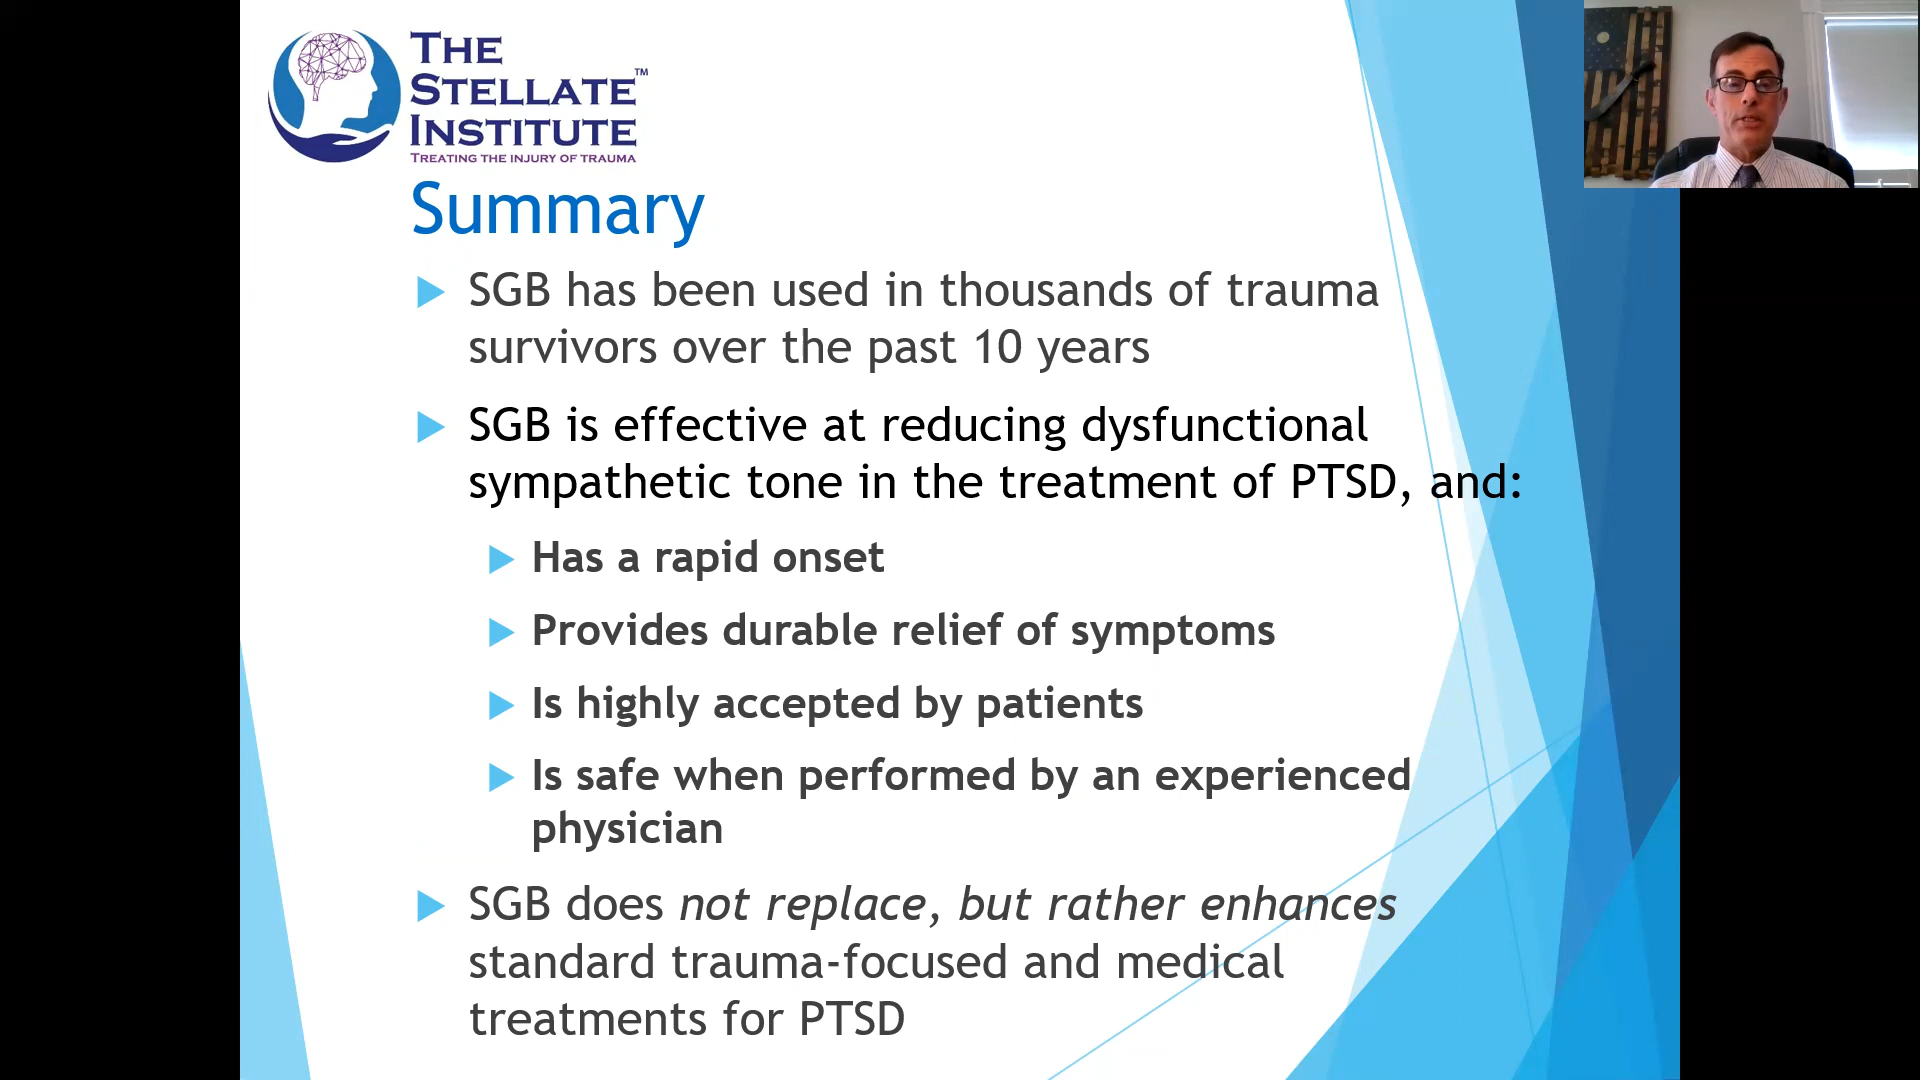 THE
STELLATE™
INSTITUTE
TREATING THE INJURY OF TRAUMA
Summary
SGB has been used in thousands of trauma
survivors over the past 10 years
SGB is effective at reducing dysfunctional
sympathetic tone in the treatment of PTSD, and:
Has a rapid onset
Provides durable relief of symptoms
Is highly accepted by patients
Is safe when performed by an experienced
physician
SGB does not replace, but rather enhances
standard trauma-focused and medical
treatments for PTSD